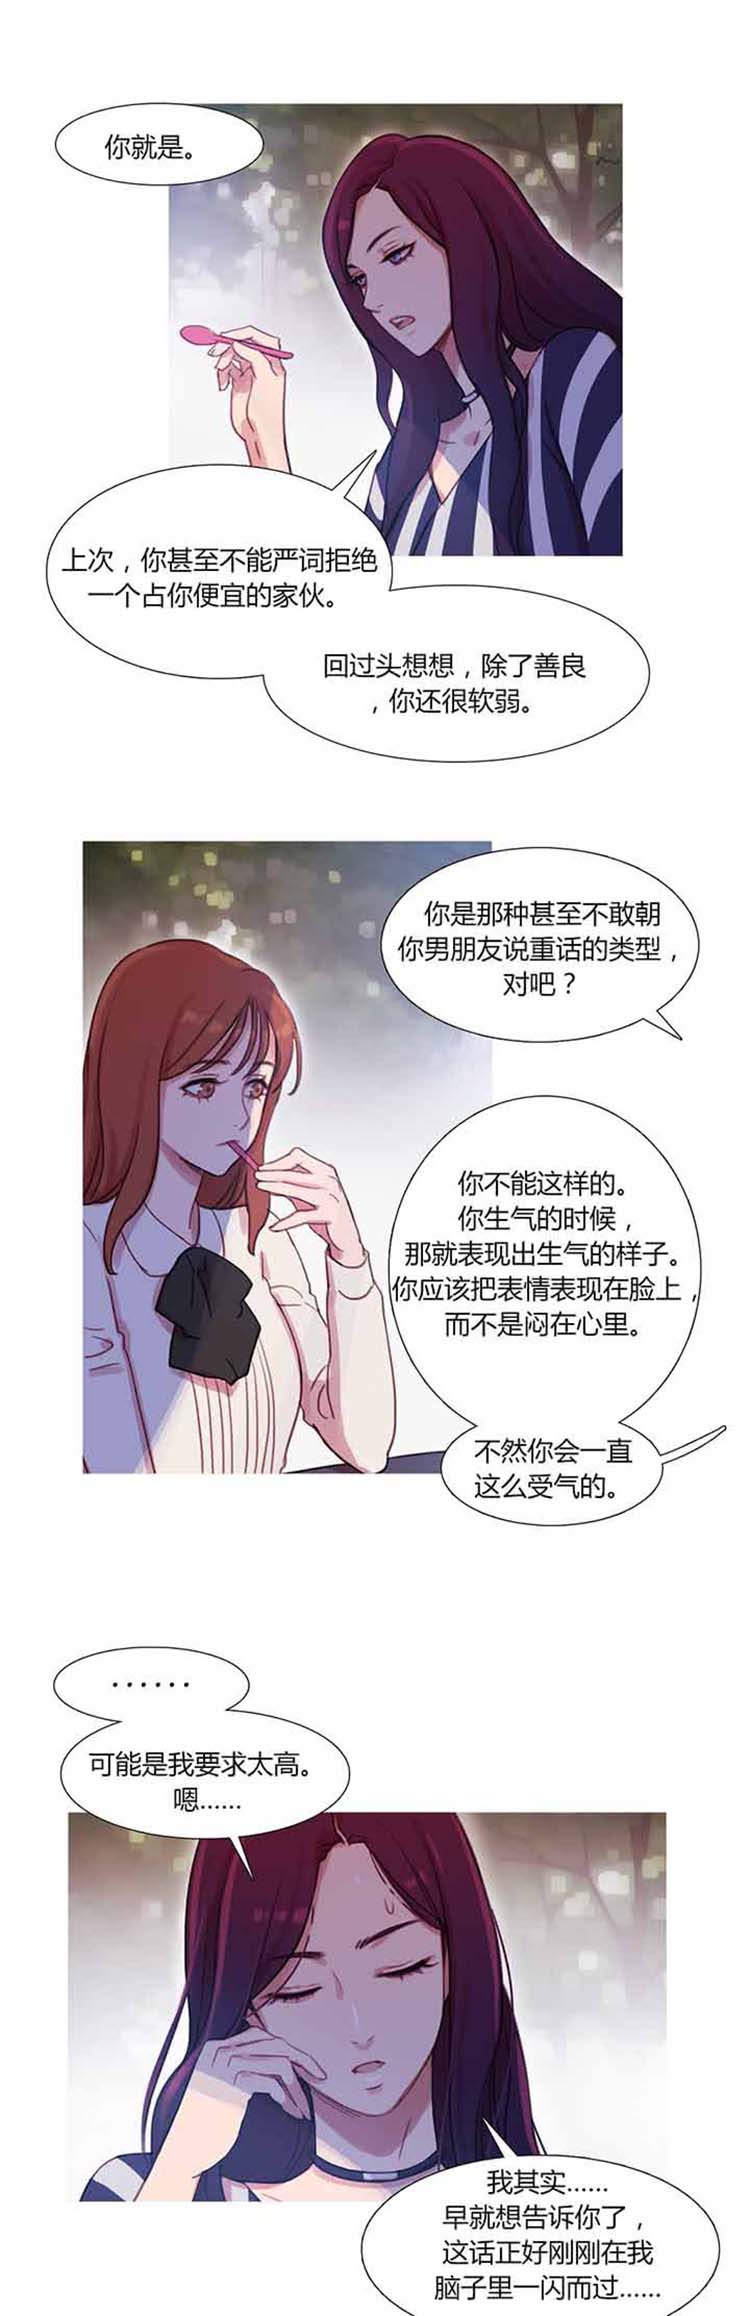 你就是。
上次，你甚至不能严词拒绝
一个占你便宜的家伙。
回过头想想，除了善良
，你还很软弱。
你是那种甚至不敢朝
你男朋友说重话的类型，
对吧？
你不能这样的。
你生气的时候，
那就表现出生气的样子。
你应该把表情表现在脸上，
而不是闷在心里。
不然你会一直
这么受气的。
……
可能是我要求太高。
嗯……
我其实……
早就想告诉你了，
这话正好刚刚在我
脑子里一闪而过……